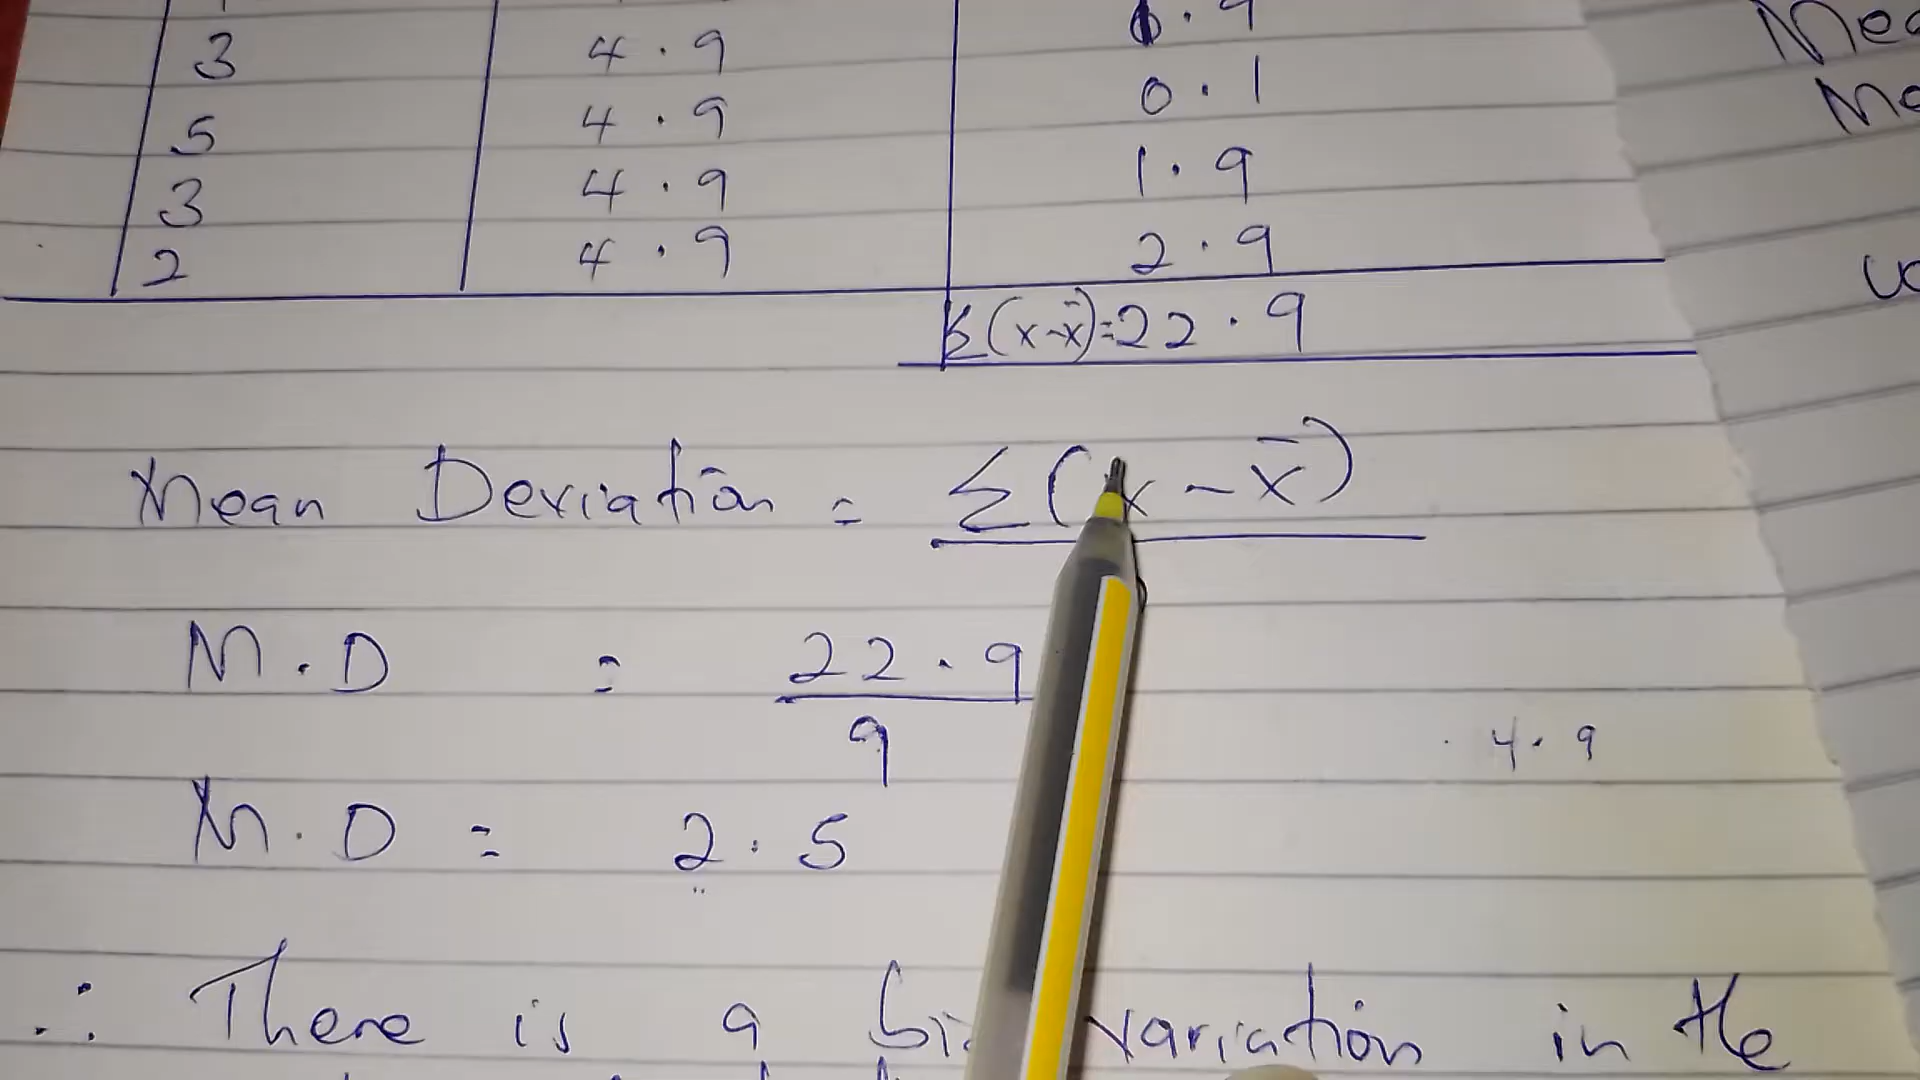 3 4.9 .9
5 4.9 0.1
3 4.9 1.9
2 4.9 2.9
Σ(x-x̄)=22.9
Mean Deviation = Σ(x-x̄)
M.D = 22.9
9
4.9
M.D = 2.5
∴ There is a variation in the